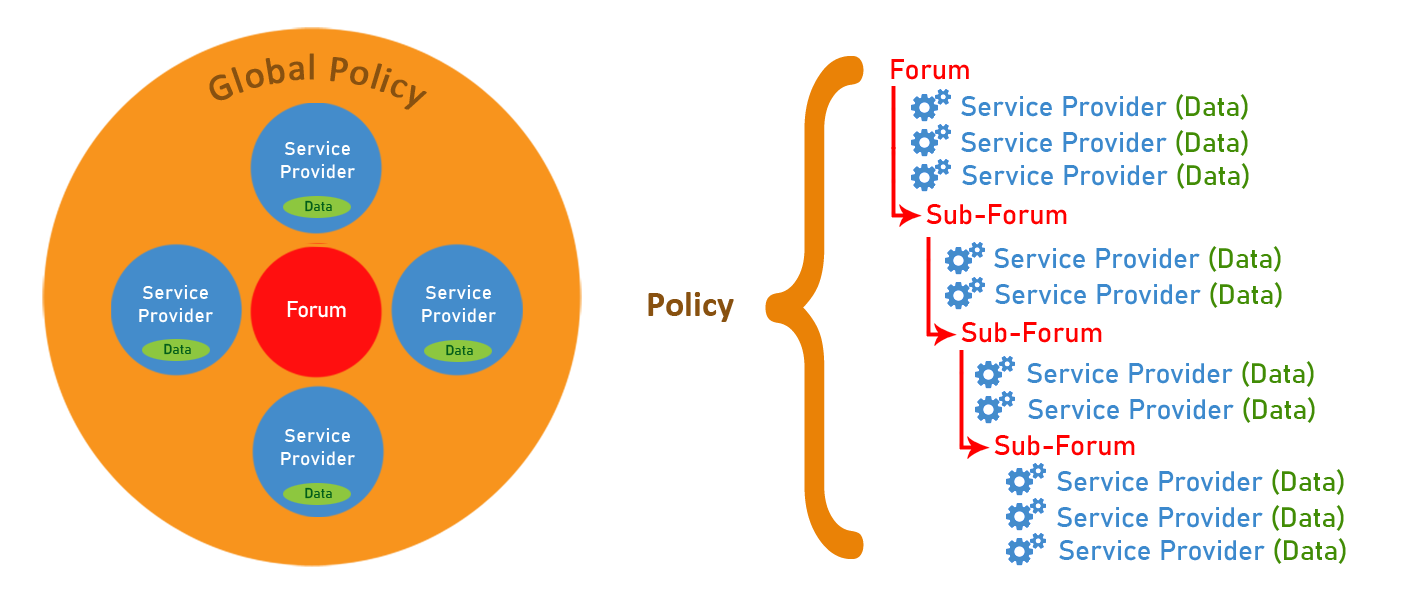 Global Policy
Service
Provider
Data
Service
Provider
Data
Forum
Service
Provider
Data
Service
Provider
Data
Policy
Forum
Service Provider (Data)
Service Provider (Data)
Service Provider (Data)
Sub-Forum
Service Provider (Data)
Service Provider (Data)
Sub-Forum
Service Provider (Data)
Service Provider (Data)
Sub-Forum
Service Provider (Data)
Service Provider (Data)
Service Provider (Data)